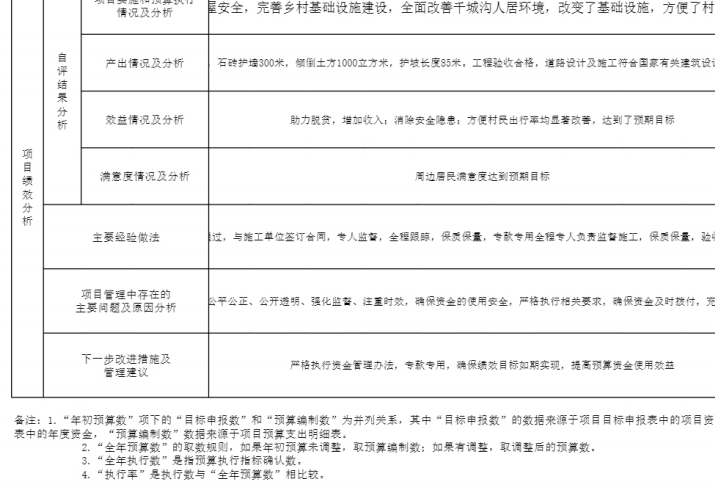 项目实施和预算执行
情况及分析
屋安全，完善乡村基础设施建设，全面改善千城沟人居环境，改变了基础设施，方便了村
自评结果分析
产出情况及分析
石砖护墙300米，倾倒土方1000立方米，护坡长度85米，工程验收合格，道路设计及施工符合国家有关建筑设计
效益情况及分析
助力脱贫，增加收入；消除安全隐患；方便村民出行率均显著改善，达到了预期目标
项目绩效分析
满意度情况及分析
周边居民满意度达到预期目标
主要经验做法
过，与施工单位签订合同，专人监督，全程跟踪，保质保量，专款专用全程专人负责监督施工，保质保量，验收
项目管理中存在的
主要问题及原因分析
公平公正、公开透明、强化监督、注重时效，确保资金的使用安全，严格执行相关要求，确保资金及时拨付，充
下一步改进措施及
管理建议
严格执行资金管理办法，专款专用，确保绩效目标如期实现，提高预算资金使用效益
备注：1.“年初预算数”项下的“目标申报数”和“预算编制数”为并列关系，其中“目标申报数”的数据来源于项目目标申报表中的项目资
表中的年度资金，“预算编制数”数据来源于项目预算支出明细表。
2.“全年预算数”的取数规则，如果年初预算未调整，取预算编制数；如果有调整，取调整后的预算数。
3.“全年执行数”是指预算执行指标确认数。
4.“执行率”是执行数与“全年预算数”相比较。